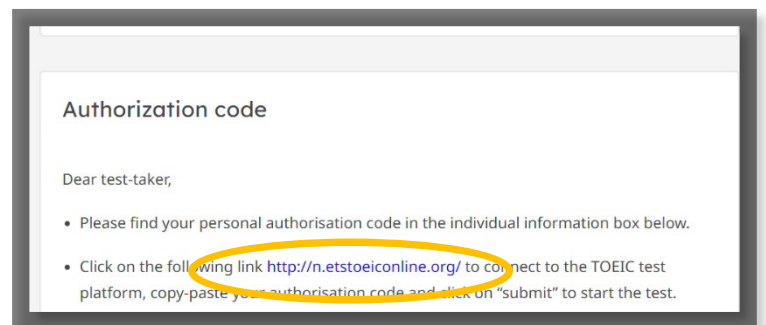 Authorization code
Dear test-taker,
• Please find your personal authorisation code in the individual information box below.
• Click on the following link http://n.etstoeiconline.org/ to connect to the TOEIC test
platform, copy-paste your authorisation code and click on “submit” to start the test.